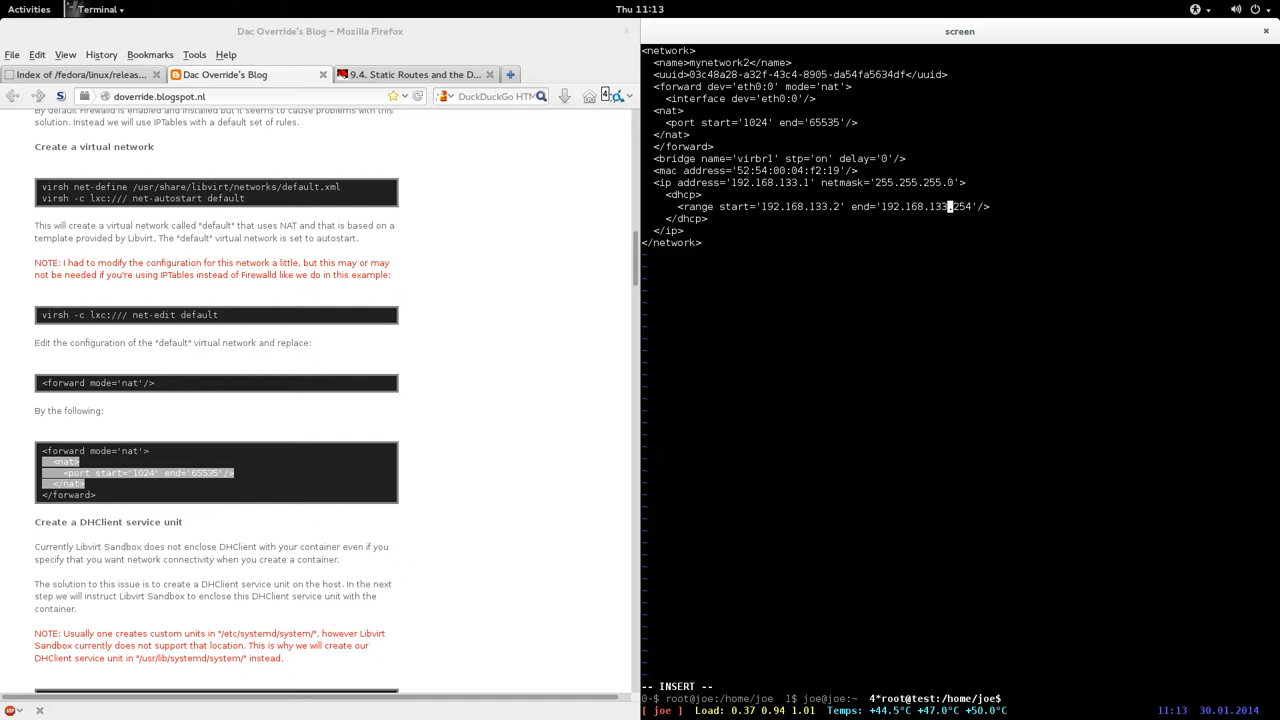 Activities Terminal Thu 11:13
Dac Override's Blog – Mozilla Firefox
File Edit View History Bookmarks Tools Help
Index of /fedora/linux/releas... Dac Override's Blog 9.4. Static Routes and the D...
doverride.blogspot.nl DuckDuckGo HTM
solution. Instead we will use IPTables with a default set of rules.
Create a virtual network
virsh net-define /usr/share/libvirt/networks/default.xml
virsh -c lxc:/// net-autostart default
This will create a virtual network called "default" that uses NAT and that is based on a
template provided by Libvirt. The "default" virtual network is set to autostart.
NOTE: I had to modify the configuration for this network a little, but this may or may
not be needed if you're using IPTables instead of Firewalld like we do in this example:
virsh -c lxc:/// net-edit default
Edit the configuration of the "default" virtual network and replace:
<forward mode='nat'/>
By the following:
<forward mode='nat'>
<nat>
<port start='1024' end='65535'/>
</nat>
</forward>
Create a DHClient service unit
Currently Libvirt Sandbox does not enclose DHClient with your container even if you
specify that you want network connectivity when you create a container.
The solution to this issue is to create a DHClient service unit on the host. In the next
step we will instruct Libvirt Sandbox to enclose this DHClient service unit with the
container.
NOTE: Usually one creates custom units in "/etc/systemd/system/", however Libvirt
Sandbox currently does not support that location. This is why we will create our
DHClient service unit in "/usr/lib/systemd/system/" instead.
screen
<network>
<name>mynetwork2</name>
<uuid>03c48a28-a32f-43c4-8905-da54fa5634df</uuid>
<forward dev='eth0:0' mode='nat'>
<interface dev='eth0:0'/>
<nat>
<port start='1024' end='65535'/>
</nat>
</forward>
<bridge name='virbr1' stp='on' delay='0'/>
<mac address='52:54:00:04:f2:19'/>
<ip address='192.168.133.1' netmask='255.255.255.0'>
<dhcp>
<range start='192.168.133.2' end='192.168.133.254'/>
</dhcp>
</ip>
</network>
-- INSERT --
0-$ root@joe:/home/joe 1$ joe@joe:~ 4*root@test:/home/joe$
[ joe ] Load: 0.37 0.94 1.01 Temps: +44.5°C +47.0°C +50.0°C 11:13 30.01.2014